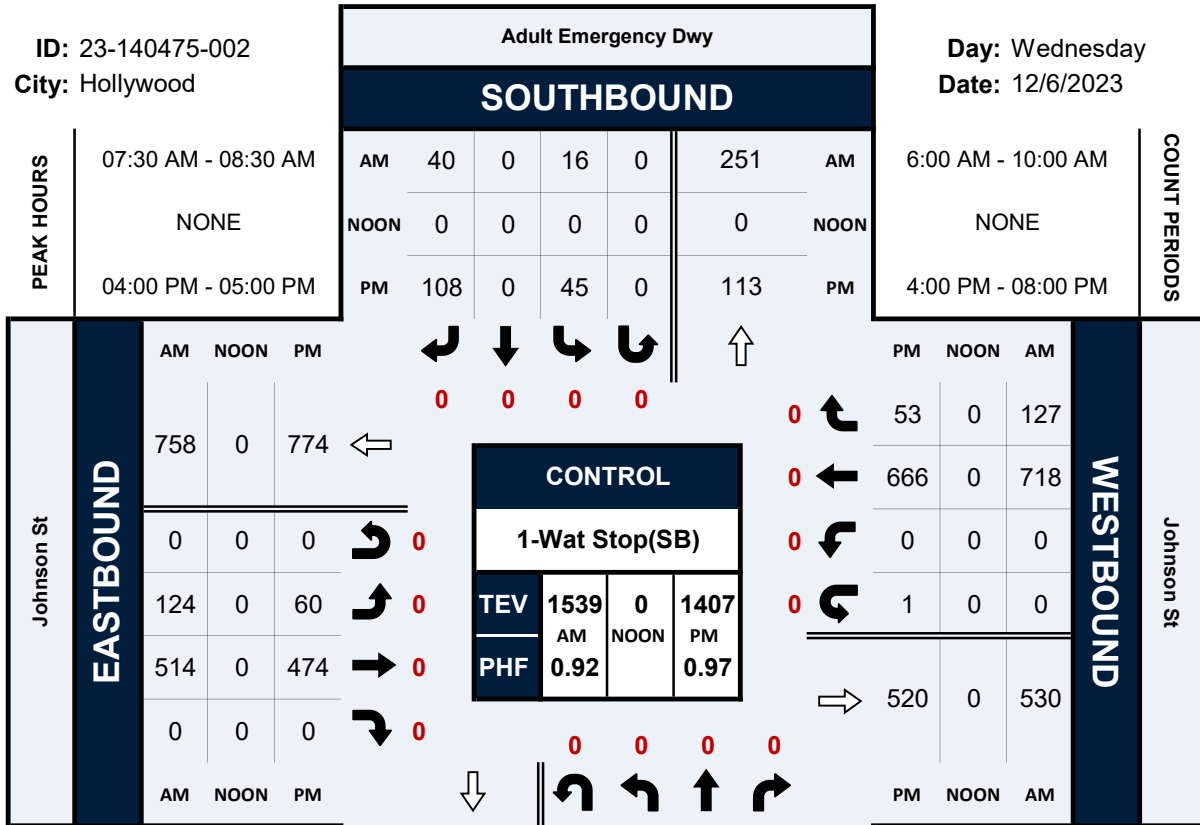 Adult Emergency Dwy
ID: 23-140475-002
City: Hollywood
Day: Wednesday
Date: 12/6/2023
SOUTHBOUND
PEAK HOURS
07:30 AM - 08:30 AM
NONE
04:00 PM - 05:00 PM
AM 40 0 16 0 251 AM
NOON 0 0 0 0 0 NOON
PM 108 0 45 0 113 PM
6:00 AM - 10:00 AM
NONE
4:00 PM - 08:00 PM
COUNT PERIODS
0 0 0 0
Johnson St
EASTBOUND
AM NOON PM
758 0 774
0 0 0 0
124 0 60 0
514 0 474 0
0 0 0 0
AM NOON PM
CONTROL
1-Wat Stop(SB)
TEV 1539 0 1407
AM NOON PM
PHF 0.92 0.97
PM NOON AM
0 53 0 127
0 666 0 718
0 0 0 0
0 1 0 0
520 0 530
PM NOON AM
WESTBOUND
Johnson St
0 0 0 0